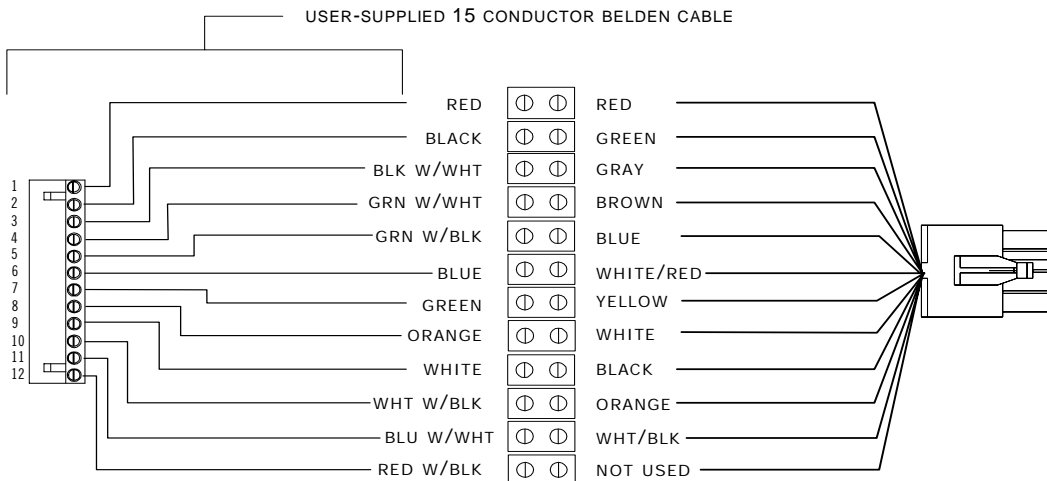 USER-SUPPLIED 15 CONDUCTOR BELDEN CABLE
RED RED
BLACK GREEN
BLK W/WHT GRAY
1
2
3
4
5
6
7
8
9
10
11
12
GRN W/WHT BROWN
GRN W/BLK BLUE
BLUE WHITE/RED
GREEN YELLOW
ORANGE WHITE
WHITE BLACK
WHT W/BLK ORANGE
BLU W/WHT WHT/BLK
RED W/BLK NOT USED